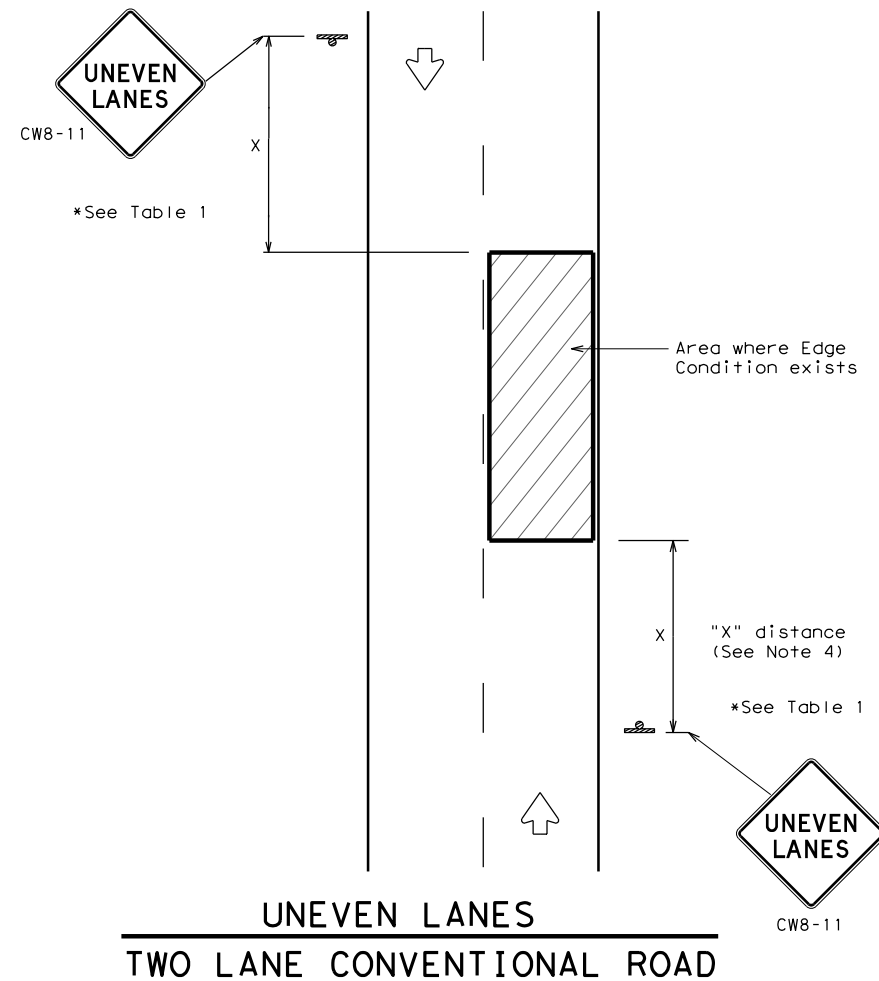 UNEVEN
LANES
CW8-11
X
*See Table 1
Area where Edge
Condition exists
X
"X" distance
(See Note 4)
*See Table 1
UNEVEN
LANES
CW8-11
UNEVEN LANES
TWO LANE CONVENTIONAL ROAD